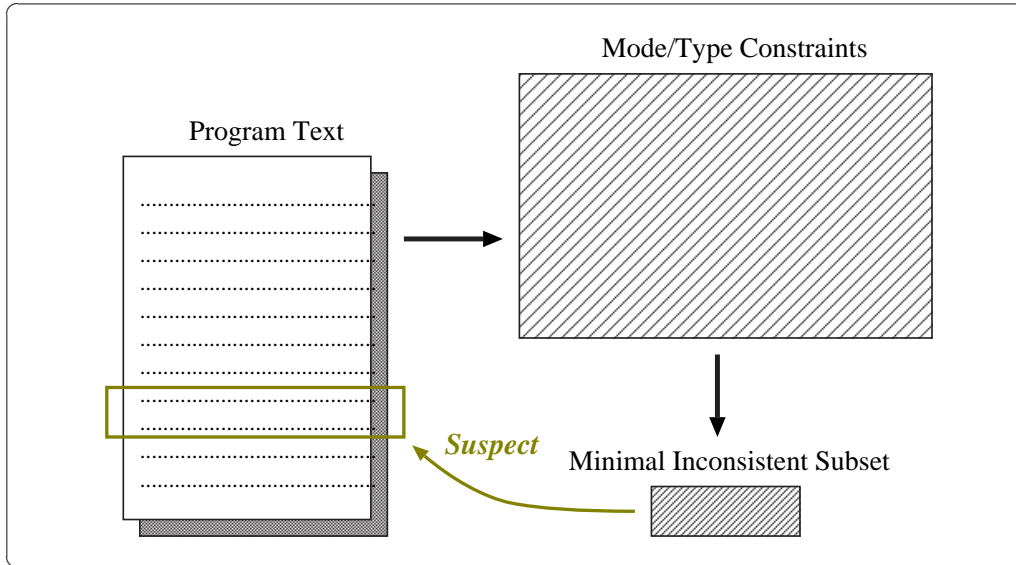 Mode/Type Constraints
Program Text
Suspect
Minimal Inconsistent Subset